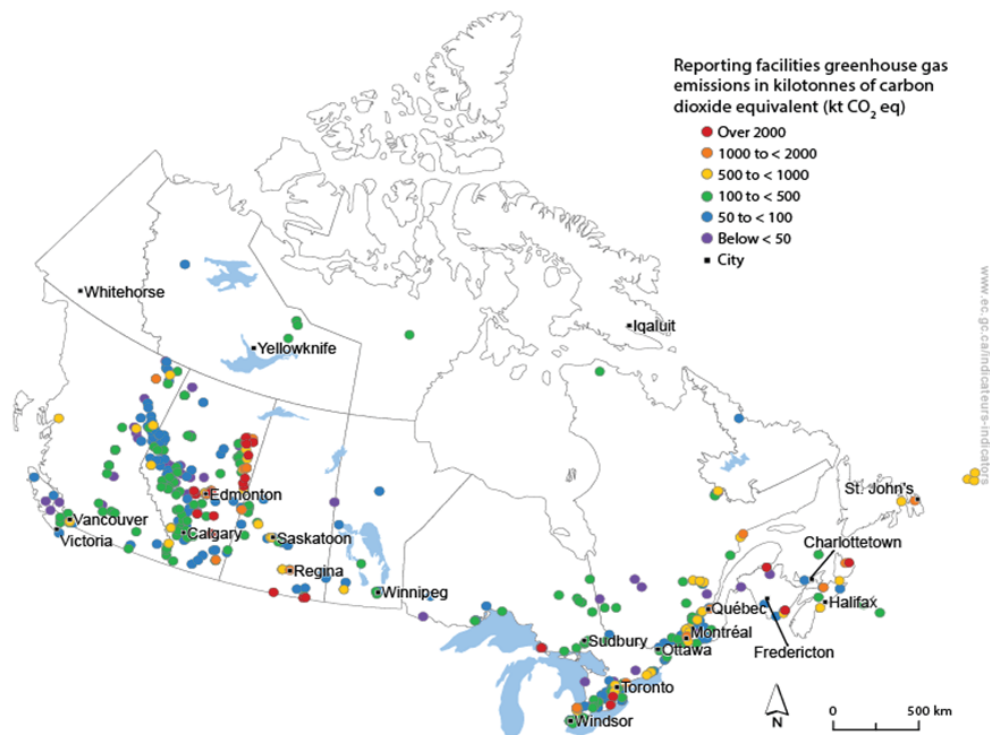 Reporting facilities greenhouse gas
emissions in kilotonnes of carbon
dioxide equivalent (kt CO₂ eq)
Over 2000
1000 to < 2000
500 to < 1000
100 to < 500
50 to < 100
Below < 50
City
Whitehorse
Iqaluit
Yellowknife
www.ec.gc.ca/indicateurs-indicators
St. John's
Edmonton
Vancouver
Calgary
Saskatoon
Charlottetown
Victoria
Regina
Winnipeg
Québec
Halifax
Montréal
Sudbury
Ottawa
Fredericton
Toronto
Windsor
N
0 500 km